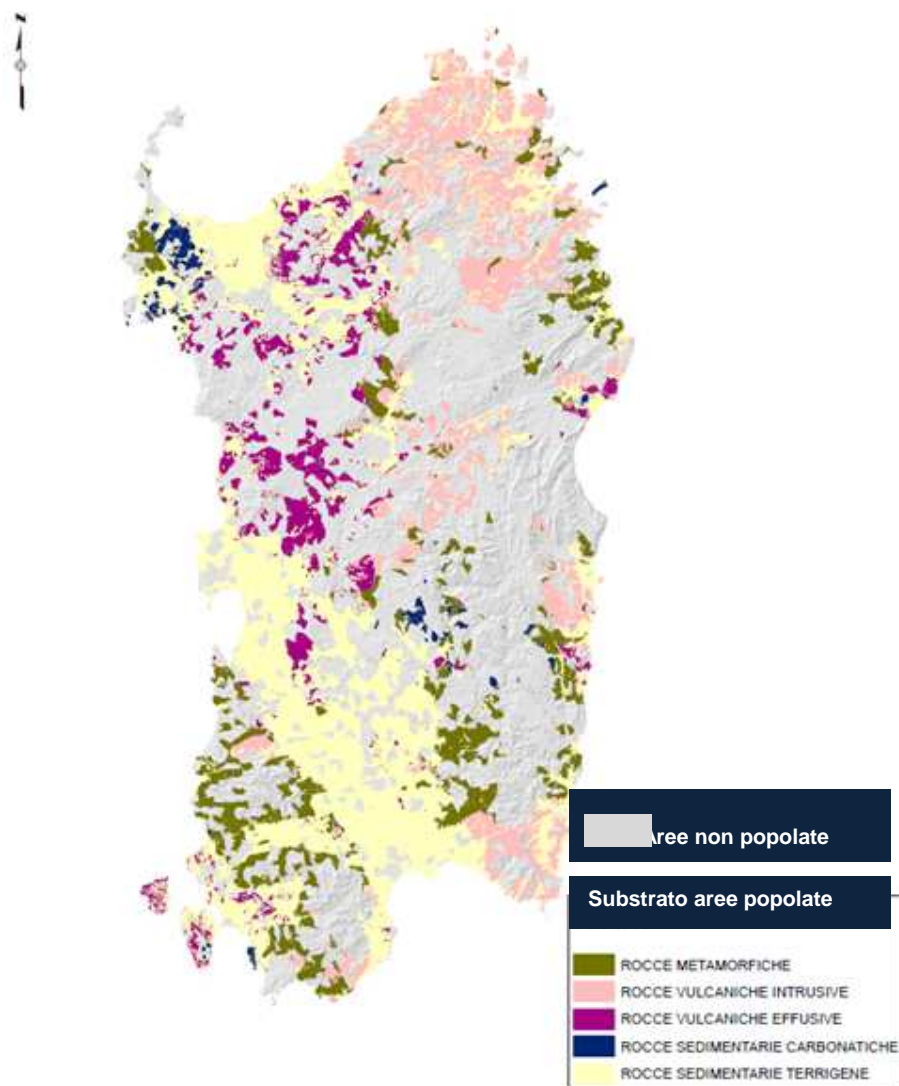 N
Aree non popolate
Substrato aree popolate
ROCCE METAMORFICHE
ROCCE VULCANICHE INTRUSIVE
ROCCE VULCANICHE EFFUSIVE
ROCCE SEDIMENTARIE CARBONATICHE
ROCCE SEDIMENTARIE TERRIGENE